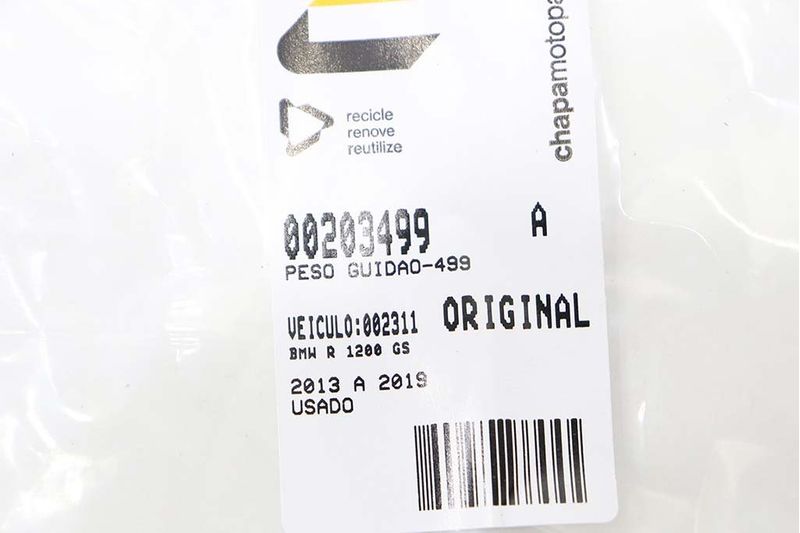 chapamotopa
recicle
renove
reutilize
00203499 A
PESO GUIDAO-499
VEICULO:002311 ORIGINAL
BMW R 1200 GS
2013 A 2019
USADO